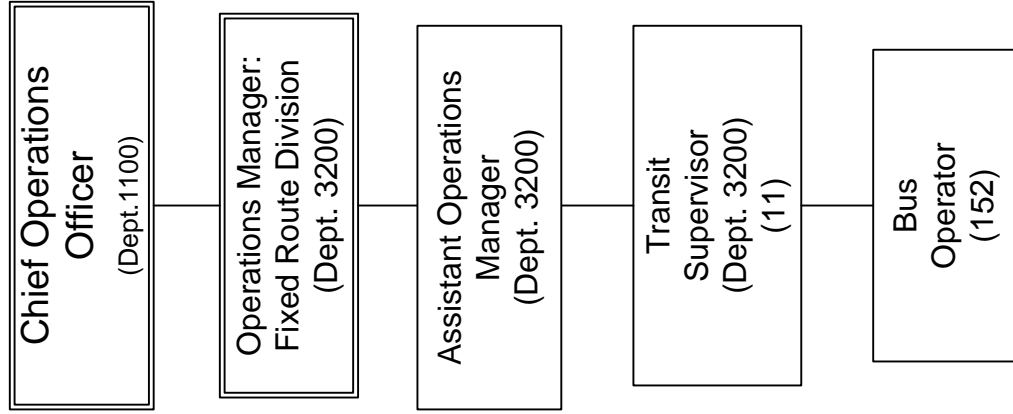 Chief Operations
Officer
(Dept.1100)
Operations Manager:
Fixed Route Division
(Dept. 3200)
Assistant Operations
Manager
(Dept. 3200)
Transit
Supervisor
(Dept. 3200)
(11)
Bus
Operator
(152)